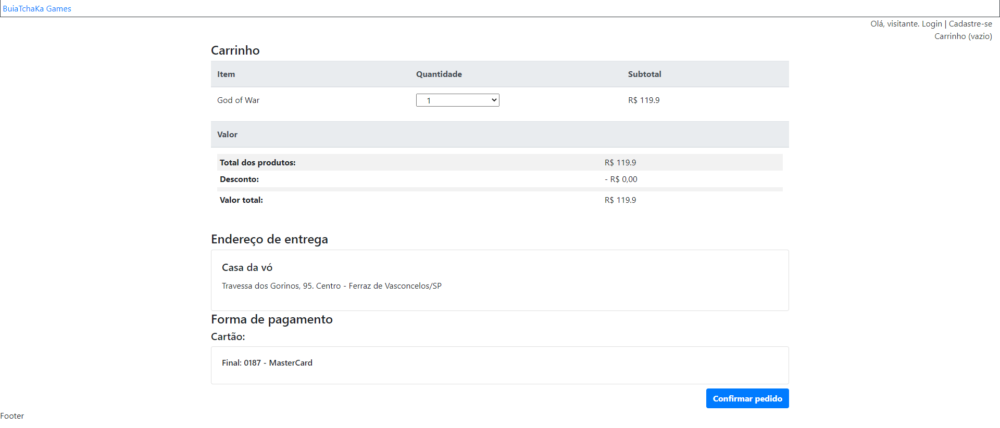 BuiaTchaKa Games
Olá, visitante. Login | Cadastre-se
Carrinho (vazio)
Carrinho
Item Quantidade Subtotal
God of War 1 R$ 119.9
Valor
Total dos produtos: R$ 119.9
Desconto: - R$ 0,00
Valor total: R$ 119.9
Endereço de entrega
Casa da vó
Travessa dos Gorinos, 95. Centro - Ferraz de Vasconcelos/SP
Forma de pagamento
Cartão:
Final: 0187 - MasterCard
Confirmar pedido
Footer